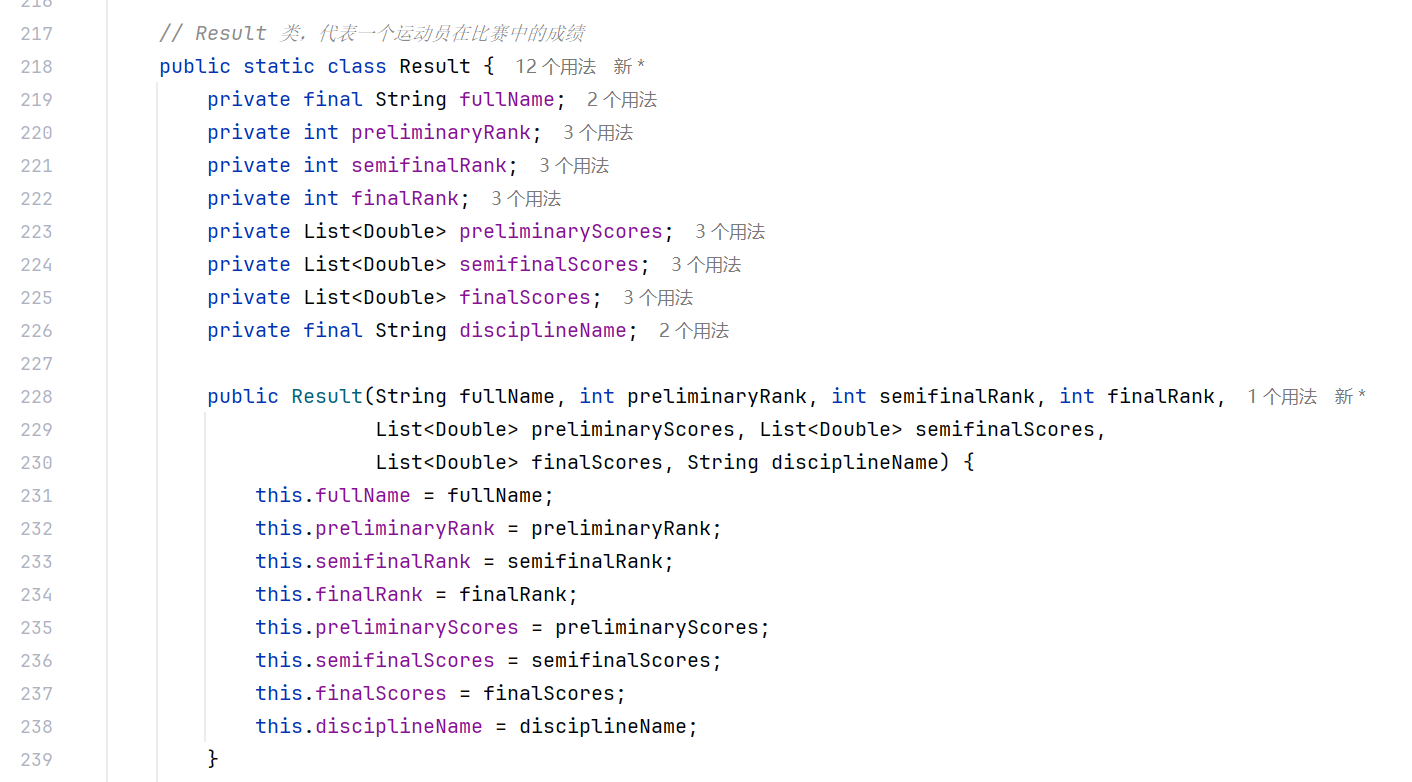 216
217 // Result 类，代表一个运动员在比赛中的成绩
218 public static class Result { 12 个用法 新 *
219 private final String fullName; 2 个用法
220 private int preliminaryRank; 3 个用法
221 private int semifinalRank; 3 个用法
222 private int finalRank; 3 个用法
223 private List<Double> preliminaryScores; 3 个用法
224 private List<Double> semifinalScores; 3 个用法
225 private List<Double> finalScores; 3 个用法
226 private final String disciplineName; 2 个用法
227
228 public Result(String fullName, int preliminaryRank, int semifinalRank, int finalRank, 1 个用法 新 *
229 List<Double> preliminaryScores, List<Double> semifinalScores,
230 List<Double> finalScores, String disciplineName) {
231 this.fullName = fullName;
232 this.preliminaryRank = preliminaryRank;
233 this.semifinalRank = semifinalRank;
234 this.finalRank = finalRank;
235 this.preliminaryScores = preliminaryScores;
236 this.semifinalScores = semifinalScores;
237 this.finalScores = finalScores;
238 this.disciplineName = disciplineName;
239 }